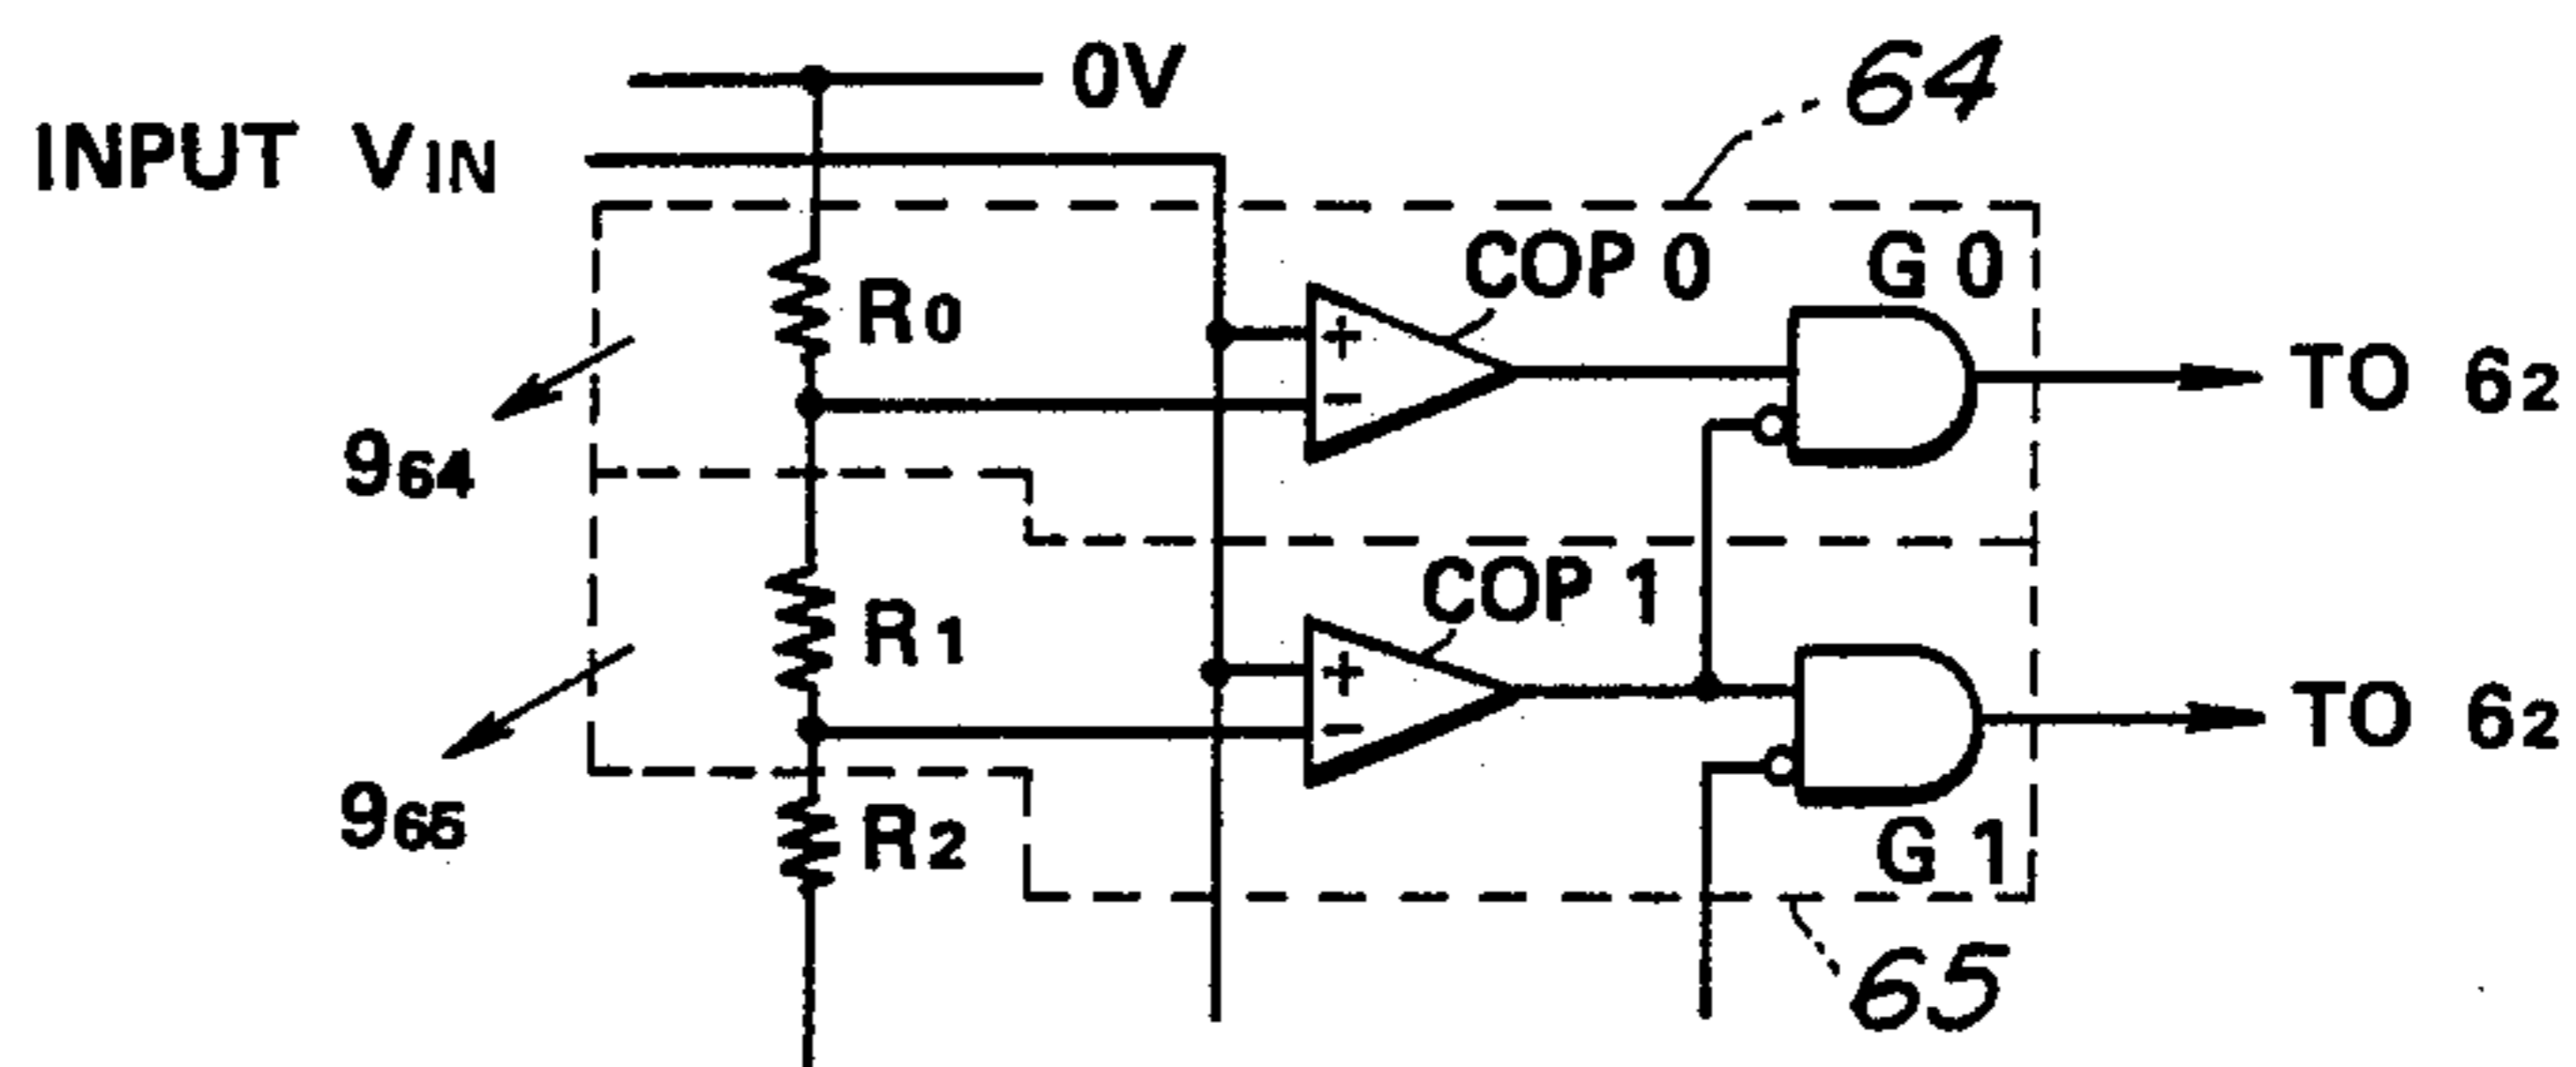 0V
64
INPUT VIN
COP 0
G 0
R0
+
−
TO 62
964
COP 1
R1
+
−
TO 62
965
R2
G 1
65